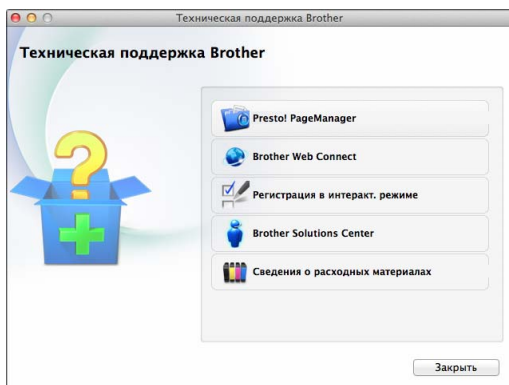 Техническая поддержка Brother
Техническая поддержка Brother
Presto! PageManager
Brother Web Connect
Регистрация в интеракт. режиме
Brother Solutions Center
Сведения о расходных материалах
Закрыть